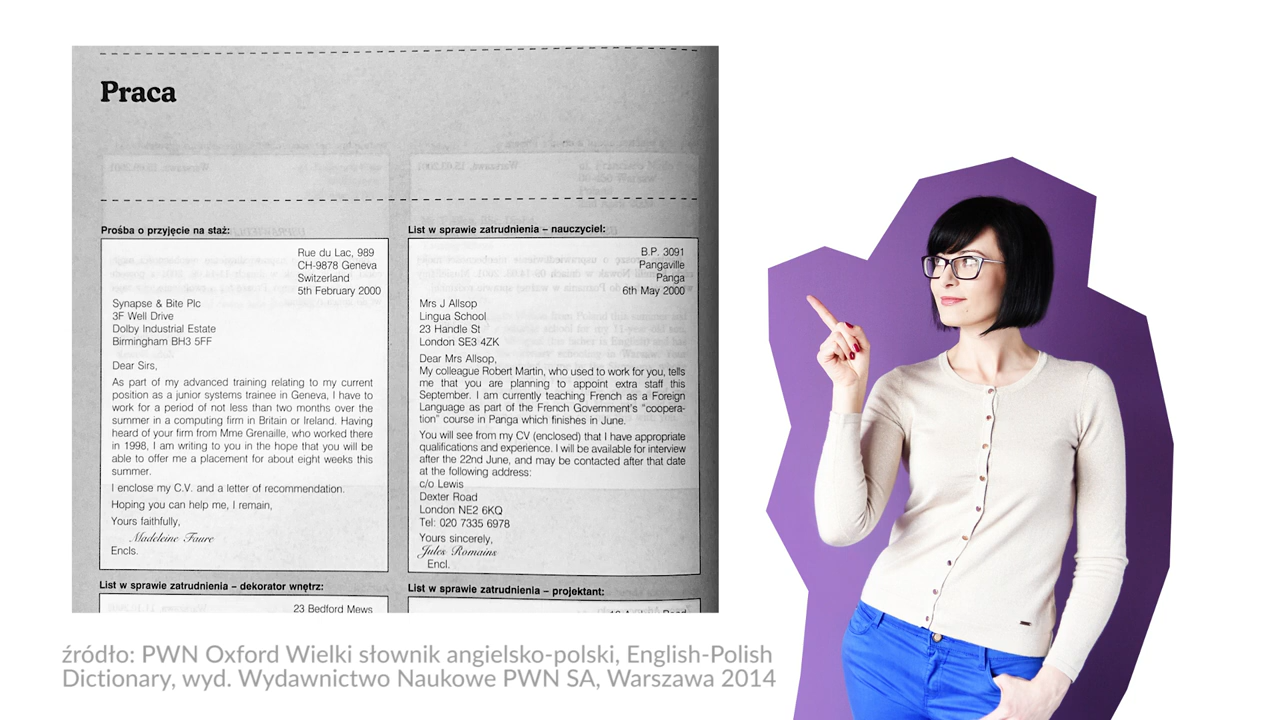 Praca
Prośba o przyjęcie na staż:
Rue du Lac, 989
CH-9878 Geneva
Switzerland
5th February 2000
Synapse & Bite Plc
3F Well Drive
Dolby Industrial Estate
Birmingham BH3 5FF
Dear Sirs,
As part of my advanced training relating to my current
position as a junior systems trainee in Geneva, I have to
work for a period of not less than two months over the
summer in a computing firm in Britain or Ireland. Having
heard of your firm from Mme Grenaille, who worked there
in 1998, I am writing to you in the hope that you will be
able to offer me a placement for about eight weeks this
summer.
I enclose my C.V. and a letter of recommendation.
Hoping you can help me, I remain,
Yours faithfully,
Madeleine Faure
Encls.
List w sprawie zatrudnienia – dekorator wnętrz:
23 Bedford Mews
List w sprawie zatrudnienia – nauczyciel:
B.P. 3091
Pangaville
Panga
6th May 2000
Mrs J Allsop
Lingua School
23 Handle St
London SE3 4ZK
Dear Mrs Allsop,
My colleague Robert Martin, who used to work for you, tells
me that you are planning to appoint extra staff this
September. I am currently teaching French as a Foreign
Language as part of the French Government's "coopera-
tion" course in Panga which finishes in June.
You will see from my CV (enclosed) that I have appropriate
qualifications and experience. I will be available for interview
after the 22nd June, and may be contacted after that date
at the following address:
c/o Lewis
Dexter Road
London NE2 6KQ
Tel: 020 7335 6978
Yours sincerely,
Jules Romains
Encl.
List w sprawie zatrudnienia – projektant:
źródło: PWN Oxford Wielki słownik angielsko-polski, English-Polish
Dictionary, wyd. Wydawnictwo Naukowe PWN SA, Warszawa 2014